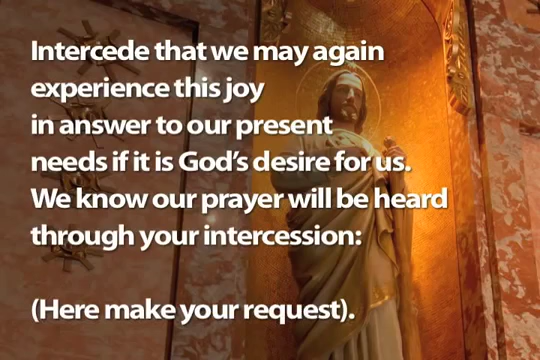 Intercede that we may again
experience this joy
in answer to our present
needs if it is God's desire for us.
We know our prayer will be heard
through your intercession:
(Here make your request).